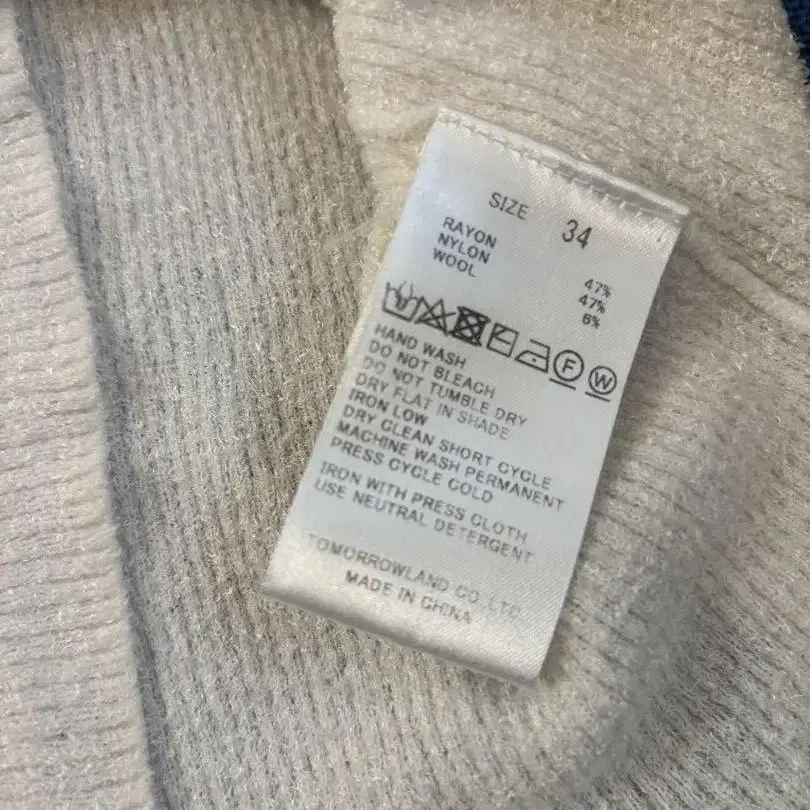 SIZE 34
RAYON 47%
NYLON 47%
WOOL 6%
F W
HAND WASH
DO NOT BLEACH
DO NOT TUMBLE DRY
DRY FLAT IN SHADE
IRON LOW
DRY CLEAN SHORT CYCLE
MACHINE WASH PERMANENT
PRESS CYCLE COLD
IRON WITH PRESS CLOTH
USE NEUTRAL DETERGENT
TOMORROWLAND CO.,LTD.
MADE IN CHINA